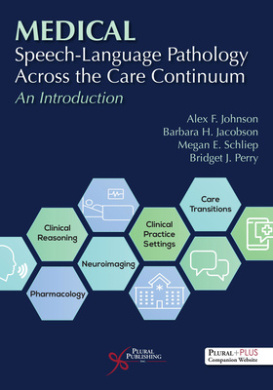 MEDICAL
Speech-Language Pathology
Across the Care Continuum
An Introduction
Alex F. Johnson
Barbara H. Jacobson
Megan E. Schliep
Bridget J. Perry
Care
Transitions
Clinical
Reasoning
Clinical
Practice
Settings
Neuroimaging
Pharmacology
PLURAL
PUBLISHING
PLURAL+PLUS
Companion Website